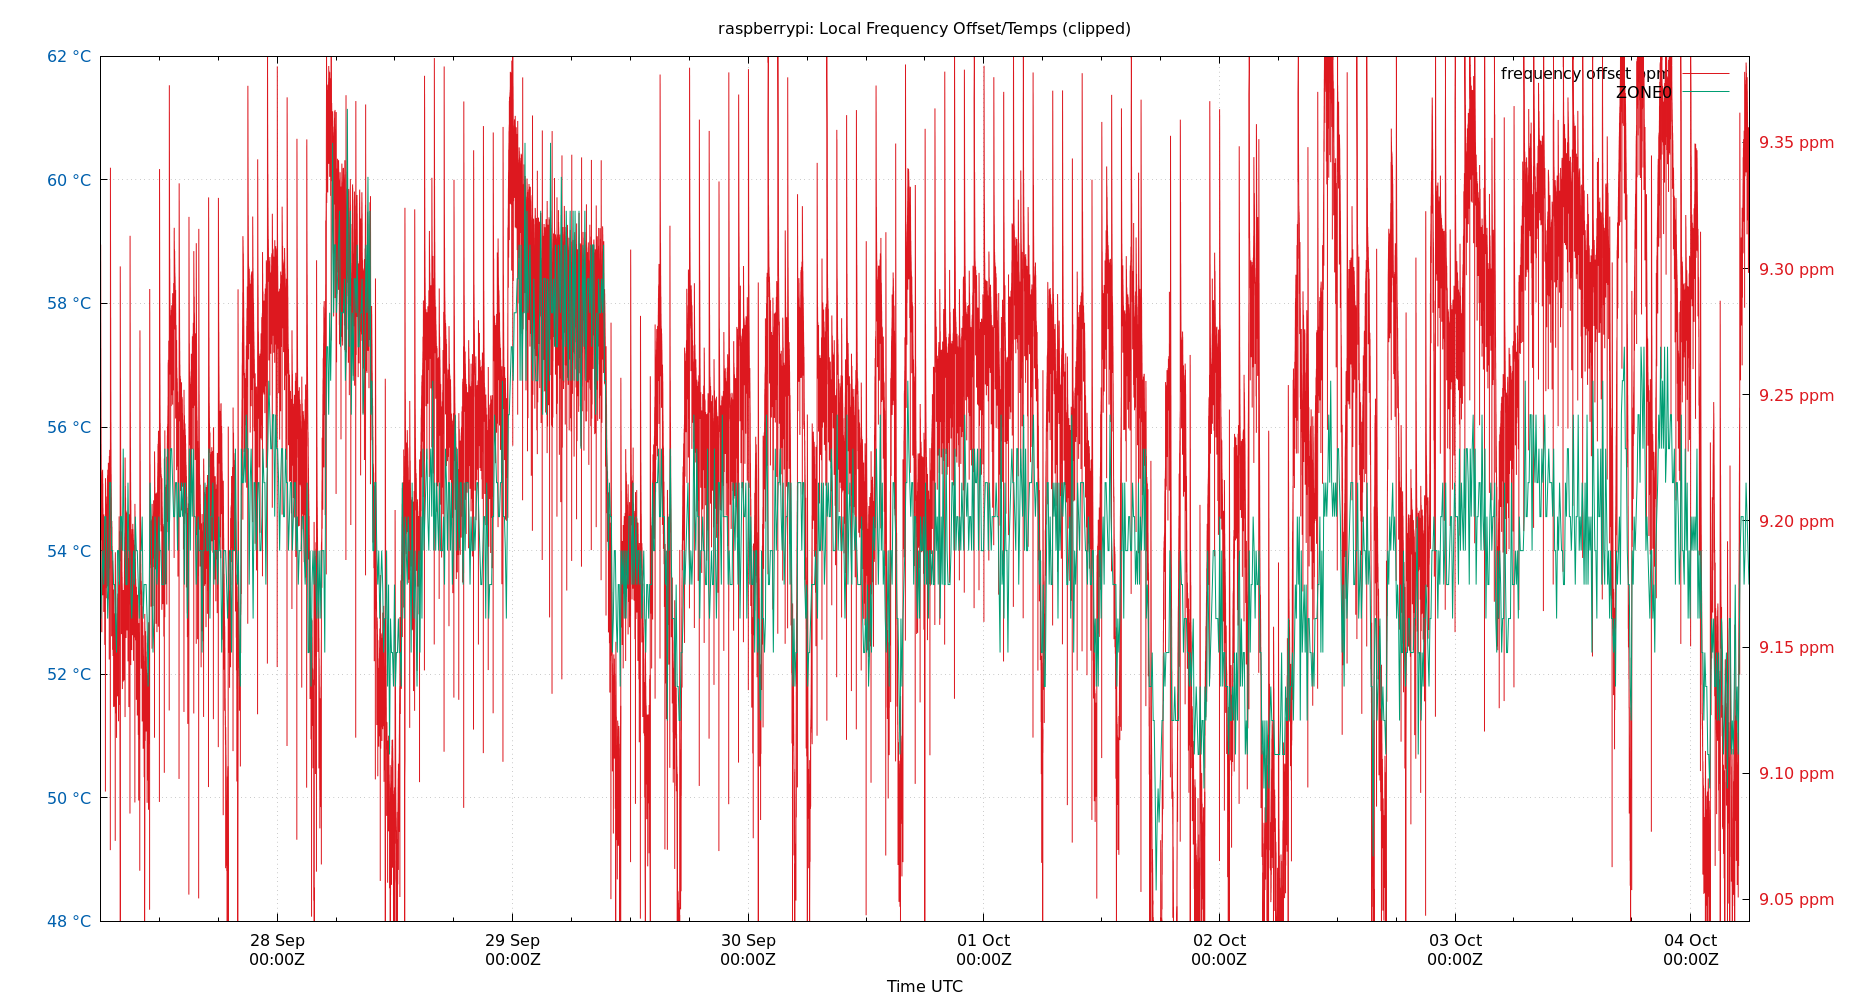 raspberrypi: Local Frequency Offset/Temps (clipped)
62 °C
60 °C
58 °C
56 °C
54 °C
52 °C
50 °C
48 °C
frequency offset ppm
ZONE0
9.35 ppm
9.30 ppm
9.25 ppm
9.20 ppm
9.15 ppm
9.10 ppm
9.05 ppm
28 Sep 29 Sep 30 Sep 01 Oct 02 Oct 03 Oct 04 Oct
00:00Z 00:00Z 00:00Z 00:00Z 00:00Z 00:00Z 00:00Z
Time UTC